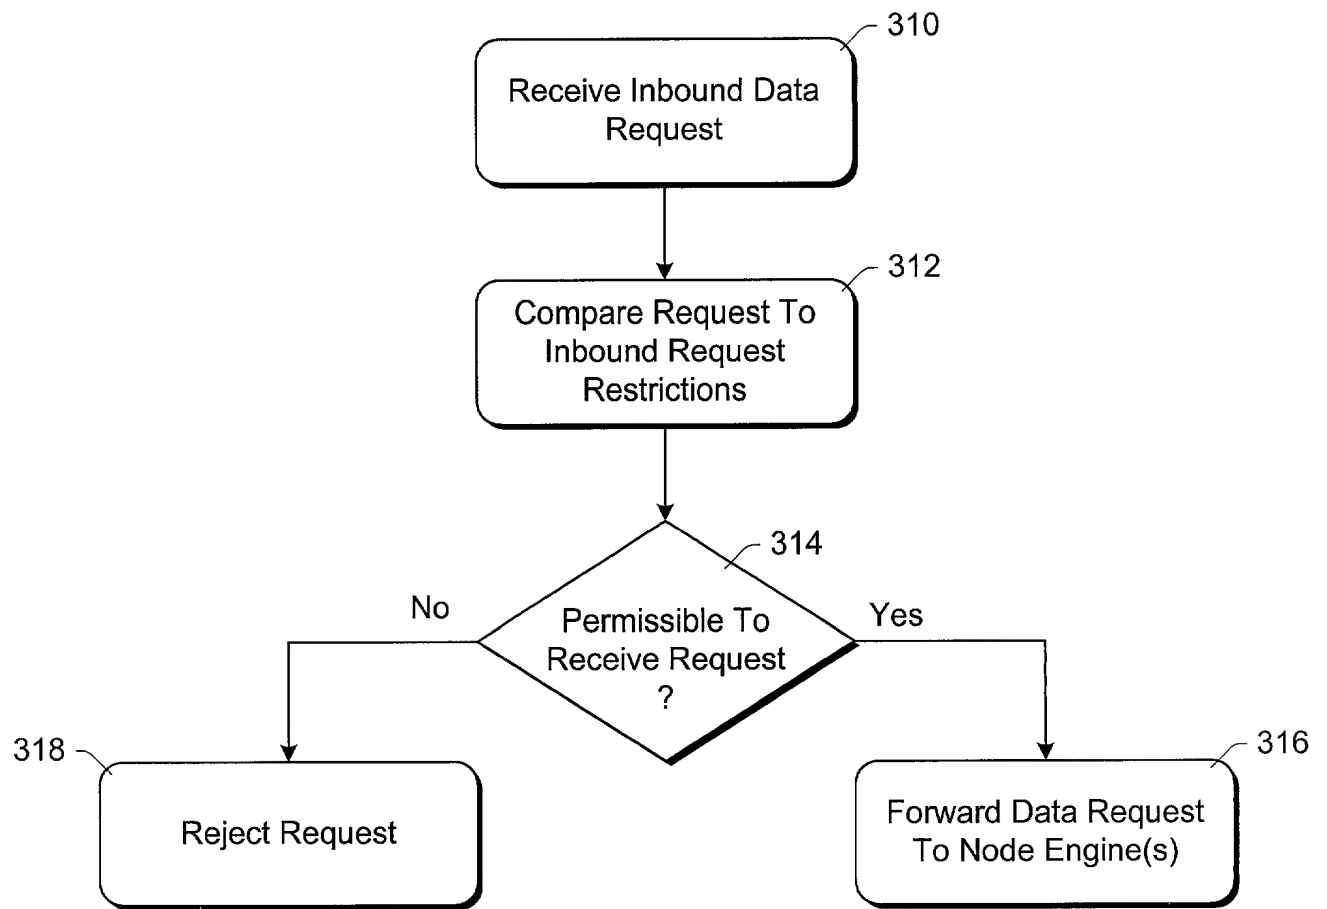 310
Receive Inbound Data
Request
312
Compare Request To
Inbound Request
Restrictions
314
No
Yes
Permissible To
Receive Request
?
318
316
Reject Request
Forward Data Request
To Node Engine(s)